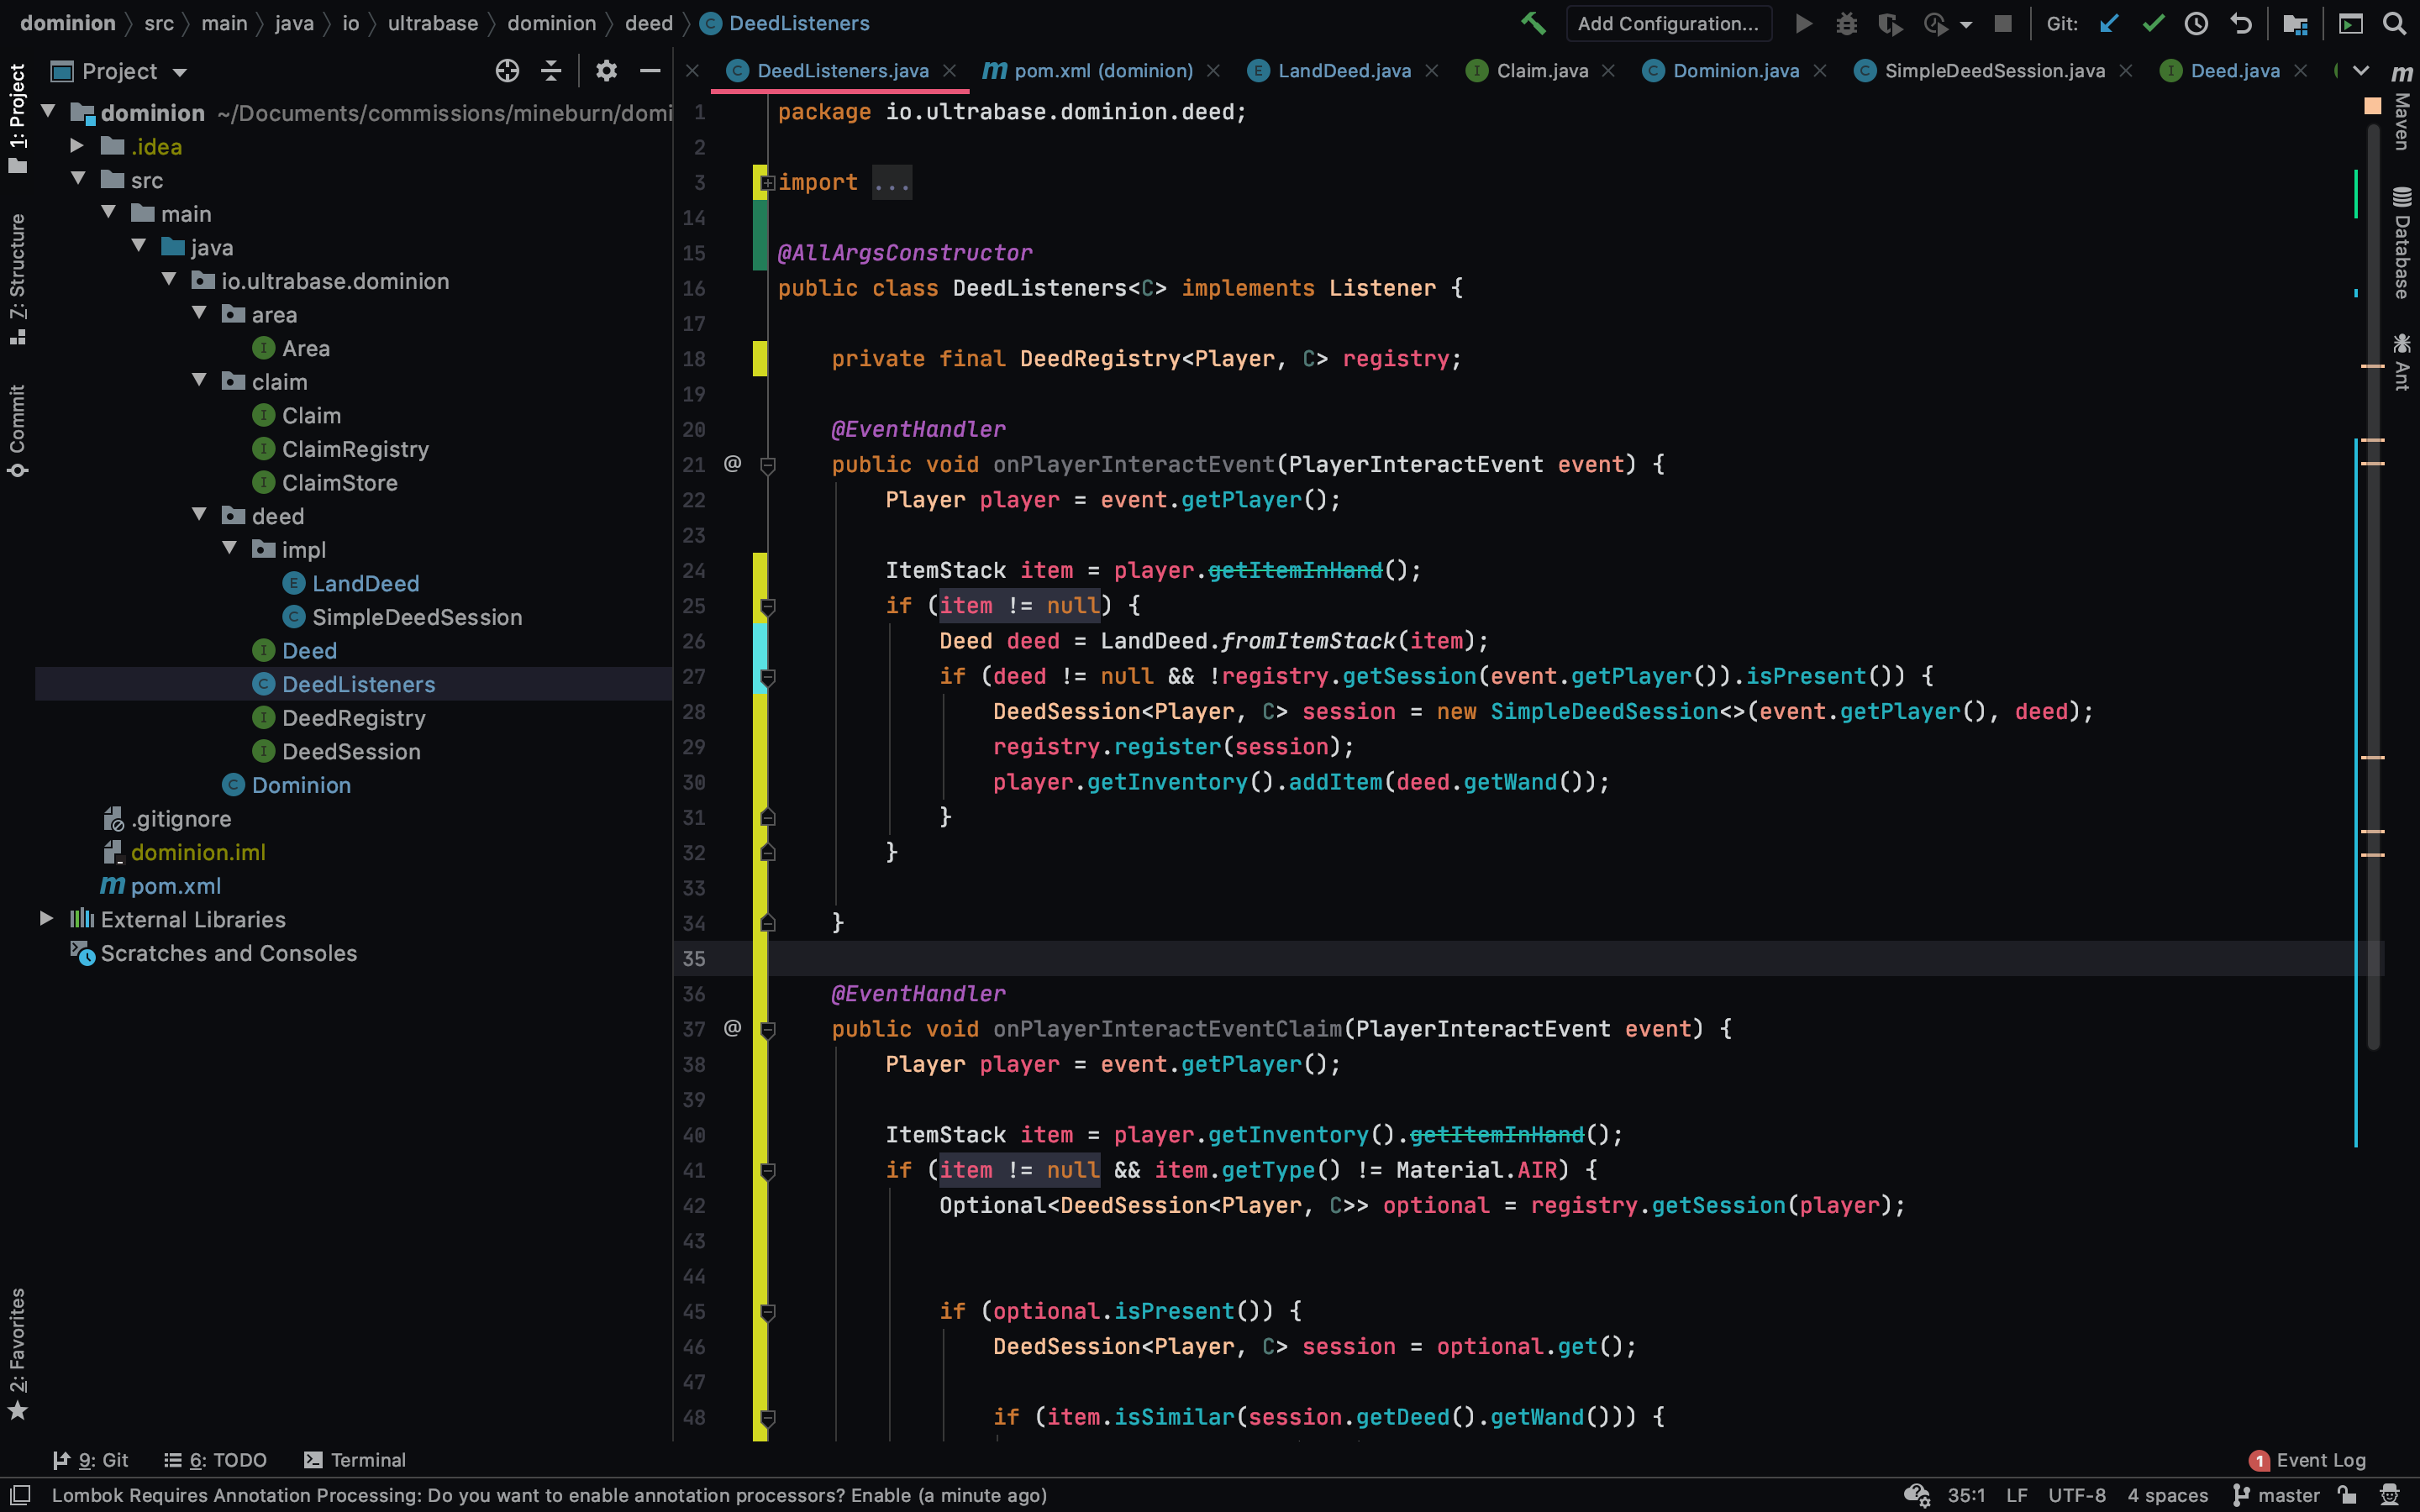 dominion src main java io ultrabase dominion deed DeedListeners
Add Configuration...
Git:
Project
DeedListeners.java
pom.xml (dominion)
LandDeed.java
Claim.java
Dominion.java
SimpleDeedSession.java
Deed.java
1: Project
Z: Structure
Commit
2: Favorites
Maven
Database
Ant
dominion ~/Documents/commissions/mineburn/domi
.idea
src
main
java
io.ultrabase.dominion
area
Area
claim
Claim
ClaimRegistry
ClaimStore
deed
impl
LandDeed
SimpleDeedSession
Deed
DeedListeners
DeedRegistry
DeedSession
Dominion
.gitignore
dominion.iml
pom.xml
External Libraries
Scratches and Consoles
1 package io.ultrabase.dominion.deed;
2
3 import ...
14
15 @AllArgsConstructor
16 public class DeedListeners<C> implements Listener {
17
18 private final DeedRegistry<Player, C> registry;
19
20 @EventHandler
21 @ public void onPlayerInteractEvent(PlayerInteractEvent event) {
22 Player player = event.getPlayer();
23
24 ItemStack item = player.getItemInHand();
25 if (item != null) {
26 Deed deed = LandDeed.fromItemStack(item);
27 if (deed != null && !registry.getSession(event.getPlayer()).isPresent()) {
28 DeedSession<Player, C> session = new SimpleDeedSession<>(event.getPlayer(), deed);
29 registry.register(session);
30 player.getInventory().addItem(deed.getWand());
31 }
32 }
33
34 }
35
36 @EventHandler
37 @ public void onPlayerInteractEventClaim(PlayerInteractEvent event) {
38 Player player = event.getPlayer();
39
40 ItemStack item = player.getInventory().getItemInHand();
41 if (item != null && item.getType() != Material.AIR) {
42 Optional<DeedSession<Player, C>> optional = registry.getSession(player);
43
44
45 if (optional.isPresent()) {
46 DeedSession<Player, C> session = optional.get();
47
48 if (item.isSimilar(session.getDeed().getWand())) {
9: Git
6: TODO
Terminal
1 Event Log
Lombok Requires Annotation Processing: Do you want to enable annotation processors? Enable (a minute ago)
35:1 LF UTF-8 4 spaces master